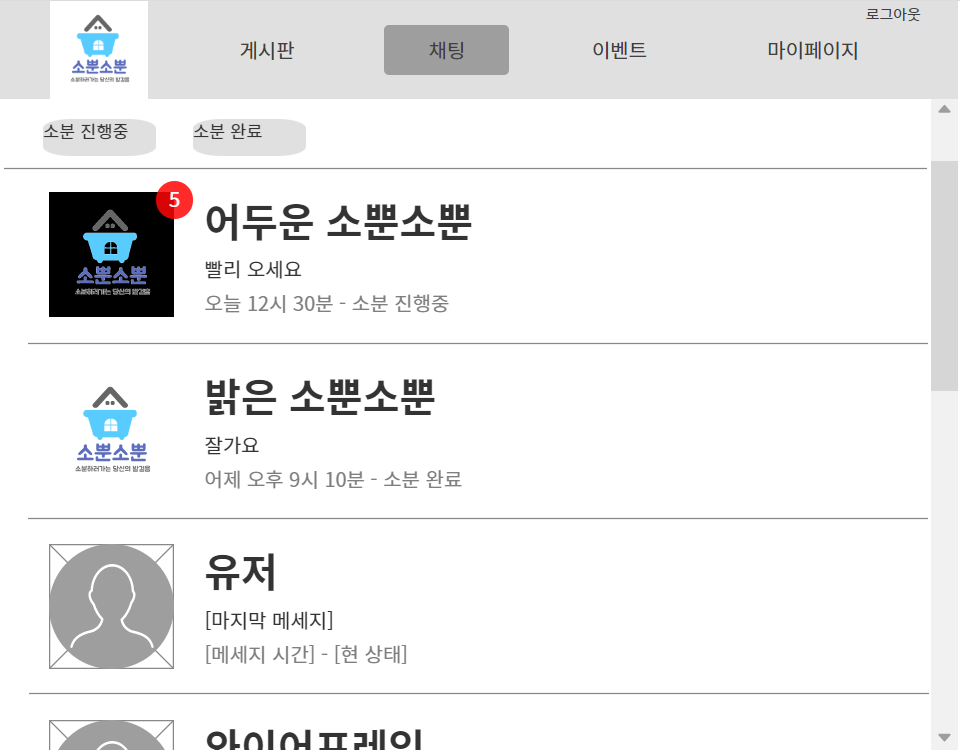 로그아웃
소뿐소뿐
소분하러가는 당신의 발걸음
게시판
채팅
이벤트
마이페이지
소분 진행중
소분 완료
5
소뿐소뿐
소분하러가는 당신의 발걸음
어두운 소뿐소뿐
빨리 오세요
오늘 12시 30분 - 소분 진행중
소뿐소뿐
소분하러가는 당신의 발걸음
밝은 소뿐소뿐
잘가요
어제 오후 9시 10분 - 소분 완료
유저
[마지막 메세지]
[메세지 시간] - [현 상태]
와이어프레임